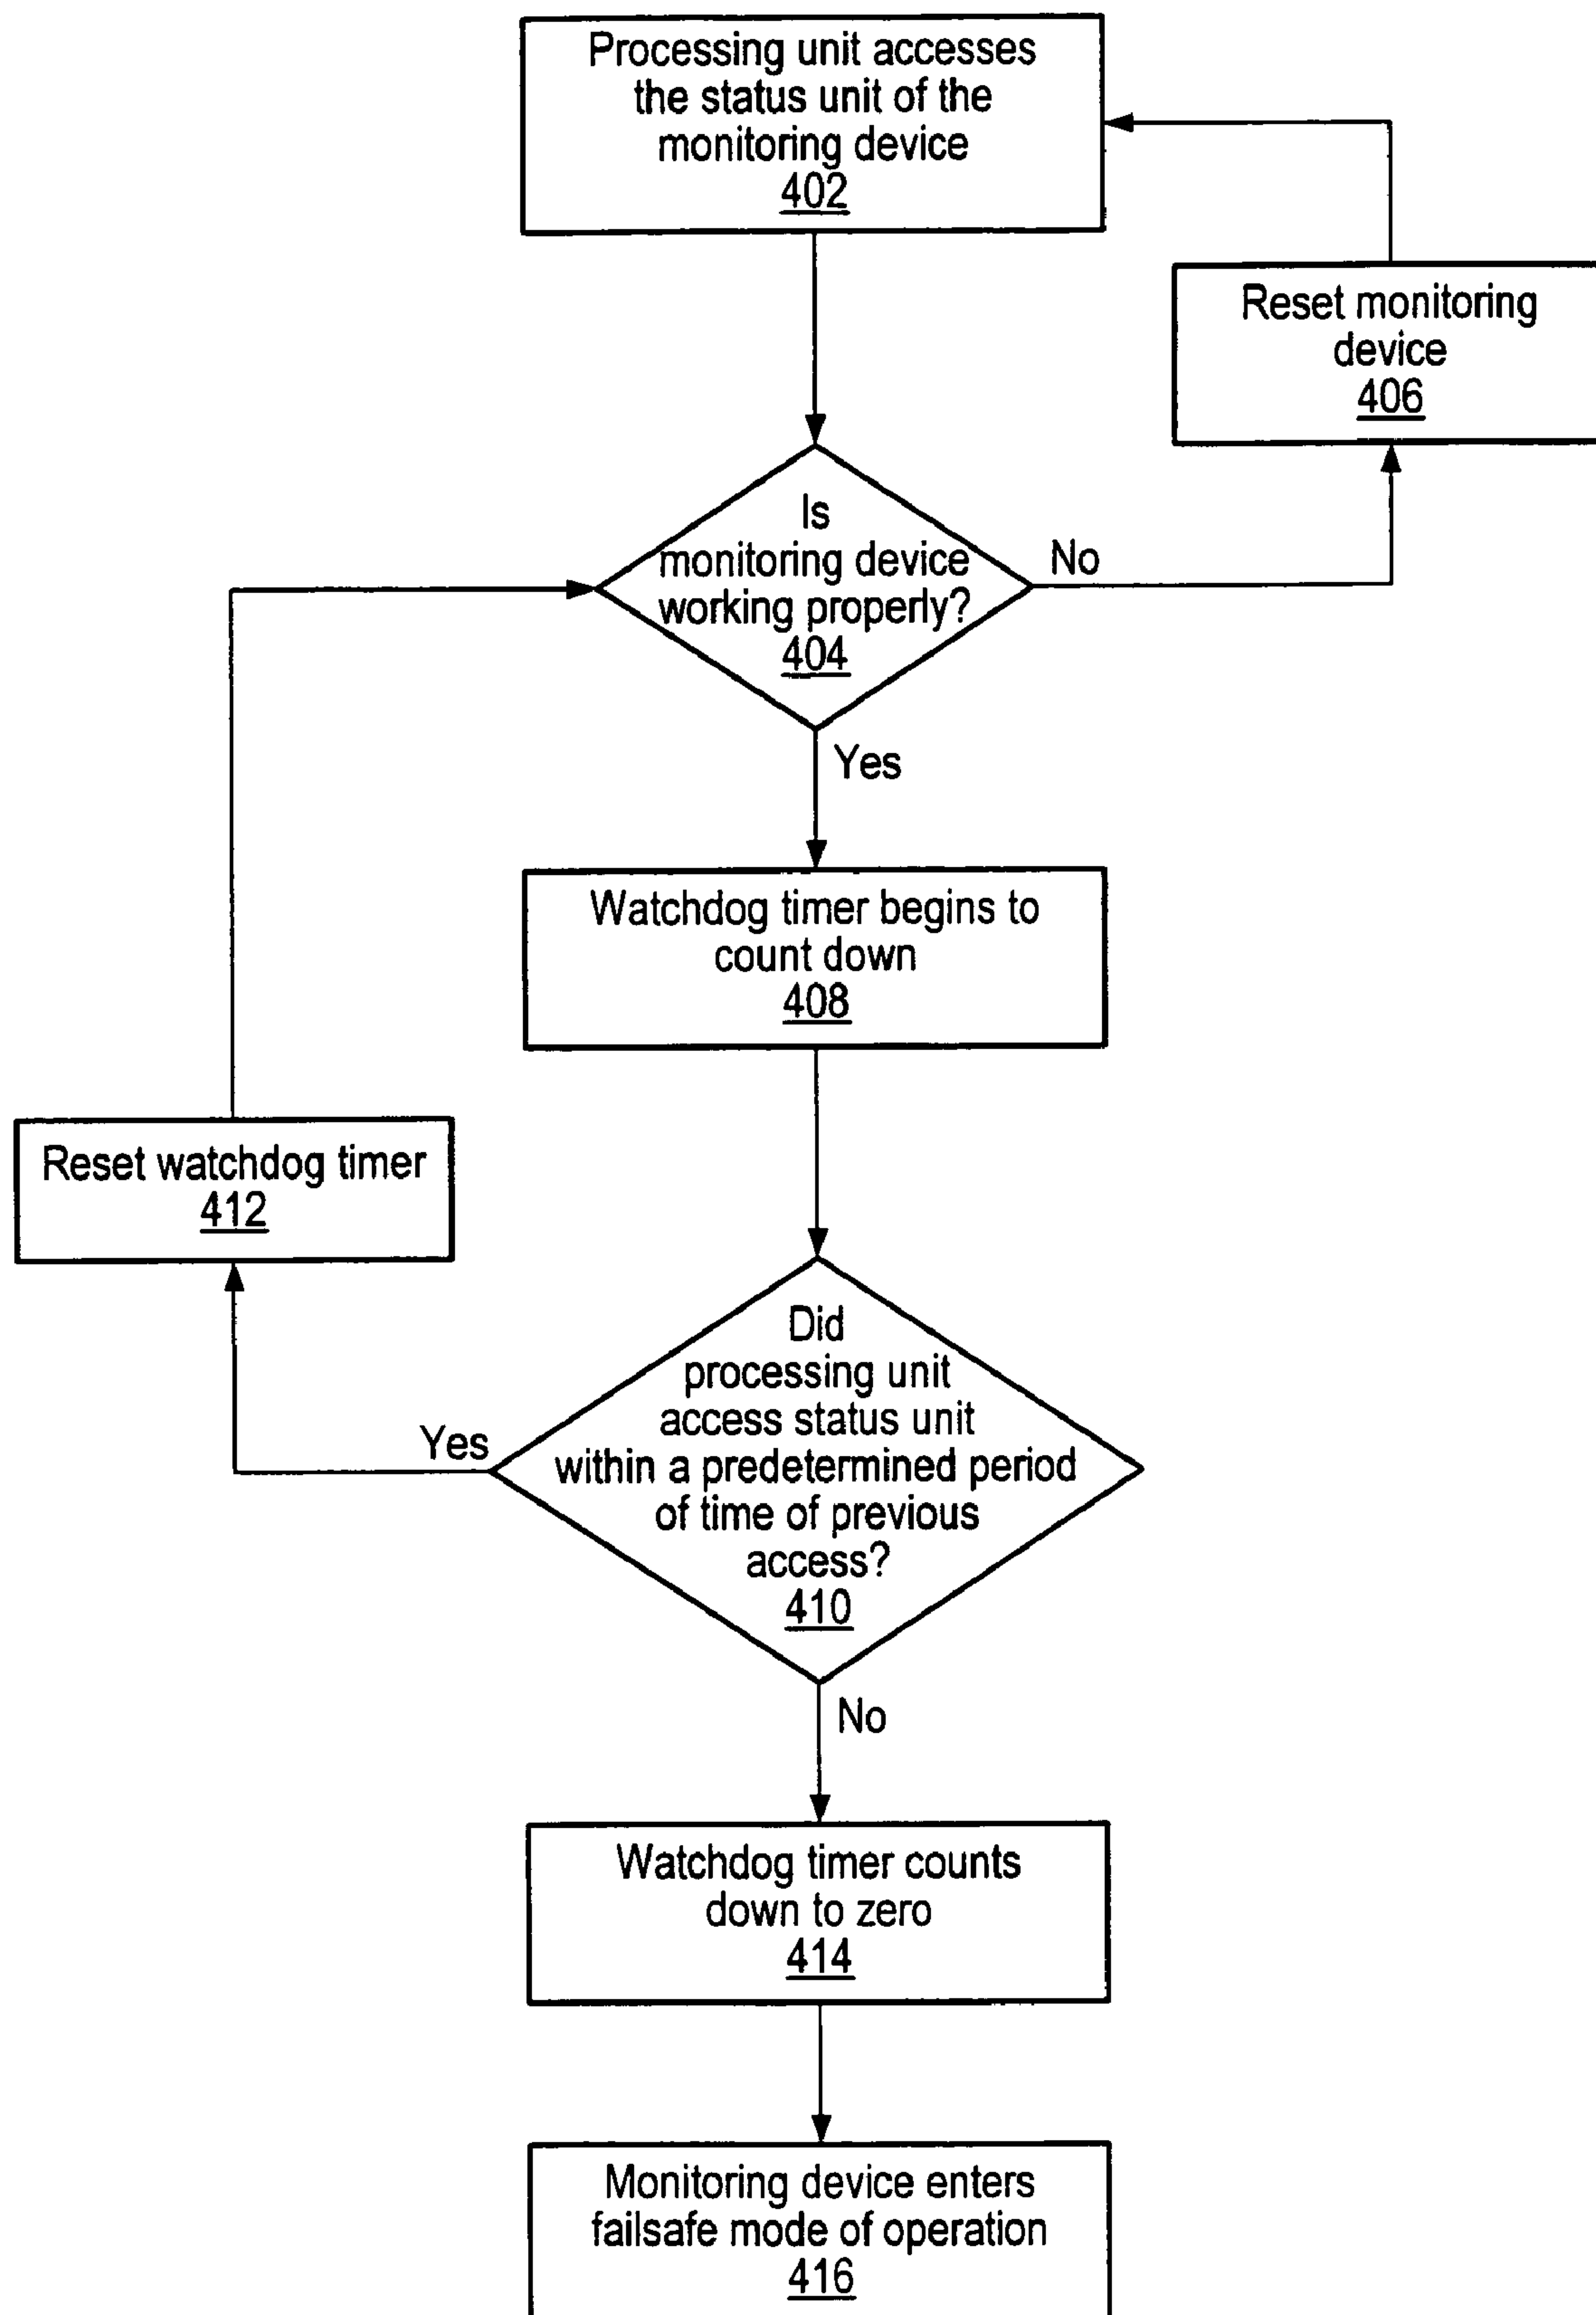 Processing unit accesses
the status unit of the
monitoring device
402
Reset monitoring
device
406
Is
monitoring device
working properly?
404
No
Yes
Watchdog timer begins to
count down
408
Reset watchdog timer
412
Did
processing unit
access status unit
within a predetermined period
of time of previous
access?
410
Yes
No
Watchdog timer counts
down to zero
414
Monitoring device enters
failsafe mode of operation
416